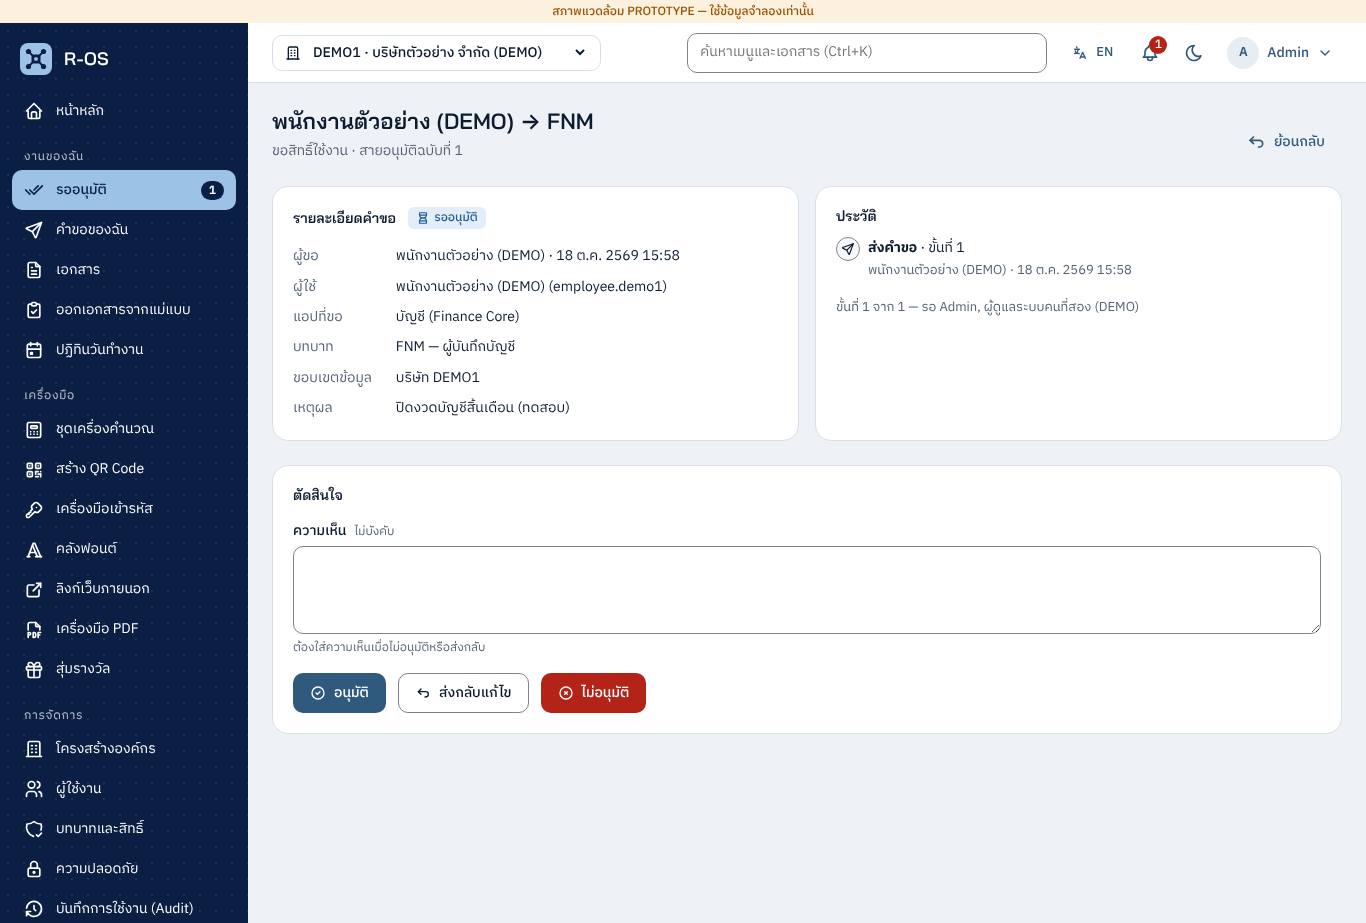 สภาพแวดล้อม PROTOTYPE — ใช้ข้อมูลจำลองเท่านั้น
R-OS
หน้าหลัก
งานของฉัน
รออนุมัติ 1
คำขอของฉัน
เอกสาร
ออกเอกสารจากแม่แบบ
ปฏิทินวันทำงาน
เครื่องมือ
ชุดเครื่องคำนวณ
สร้าง QR Code
เครื่องมือเข้ารหัส
คลังฟอนต์
ลิงก์เว็บภายนอก
เครื่องมือ PDF
สุ่มรางวัล
การจัดการ
โครงสร้างองค์กร
ผู้ใช้งาน
บทบาทและสิทธิ์
ความปลอดภัย
บันทึกการใช้งาน (Audit)
DEMO1 · บริษัทตัวอย่าง จำกัด (DEMO)
ค้นหาเมนูและเอกสาร (Ctrl+K)
EN
1
A Admin
พนักงานตัวอย่าง (DEMO) → FNM
ขอสิทธิ์ใช้งาน · สายอนุมัติฉบับที่ 1
ย้อนกลับ
รายละเอียดคำขอ รออนุมัติ
ผู้ขอ พนักงานตัวอย่าง (DEMO) · 18 ต.ค. 2569 15:58
ผู้ใช้ พนักงานตัวอย่าง (DEMO) (employee.demo1)
แอปที่ขอ บัญชี (Finance Core)
บทบาท FNM — ผู้บันทึกบัญชี
ขอบเขตข้อมูล บริษัท DEMO1
เหตุผล ปิดงวดบัญชีสิ้นเดือน (ทดสอบ)
ประวัติ
ส่งคำขอ · ขั้นที่ 1
พนักงานตัวอย่าง (DEMO) · 18 ต.ค. 2569 15:58
ขั้นที่ 1 จาก 1 — รอ Admin, ผู้ดูแลระบบคนที่สอง (DEMO)
ตัดสินใจ
ความเห็น ไม่บังคับ
ต้องใส่ความเห็นเมื่อไม่อนุมัติหรือส่งกลับ
อนุมัติ
ส่งกลับแก้ไข
ไม่อนุมัติ